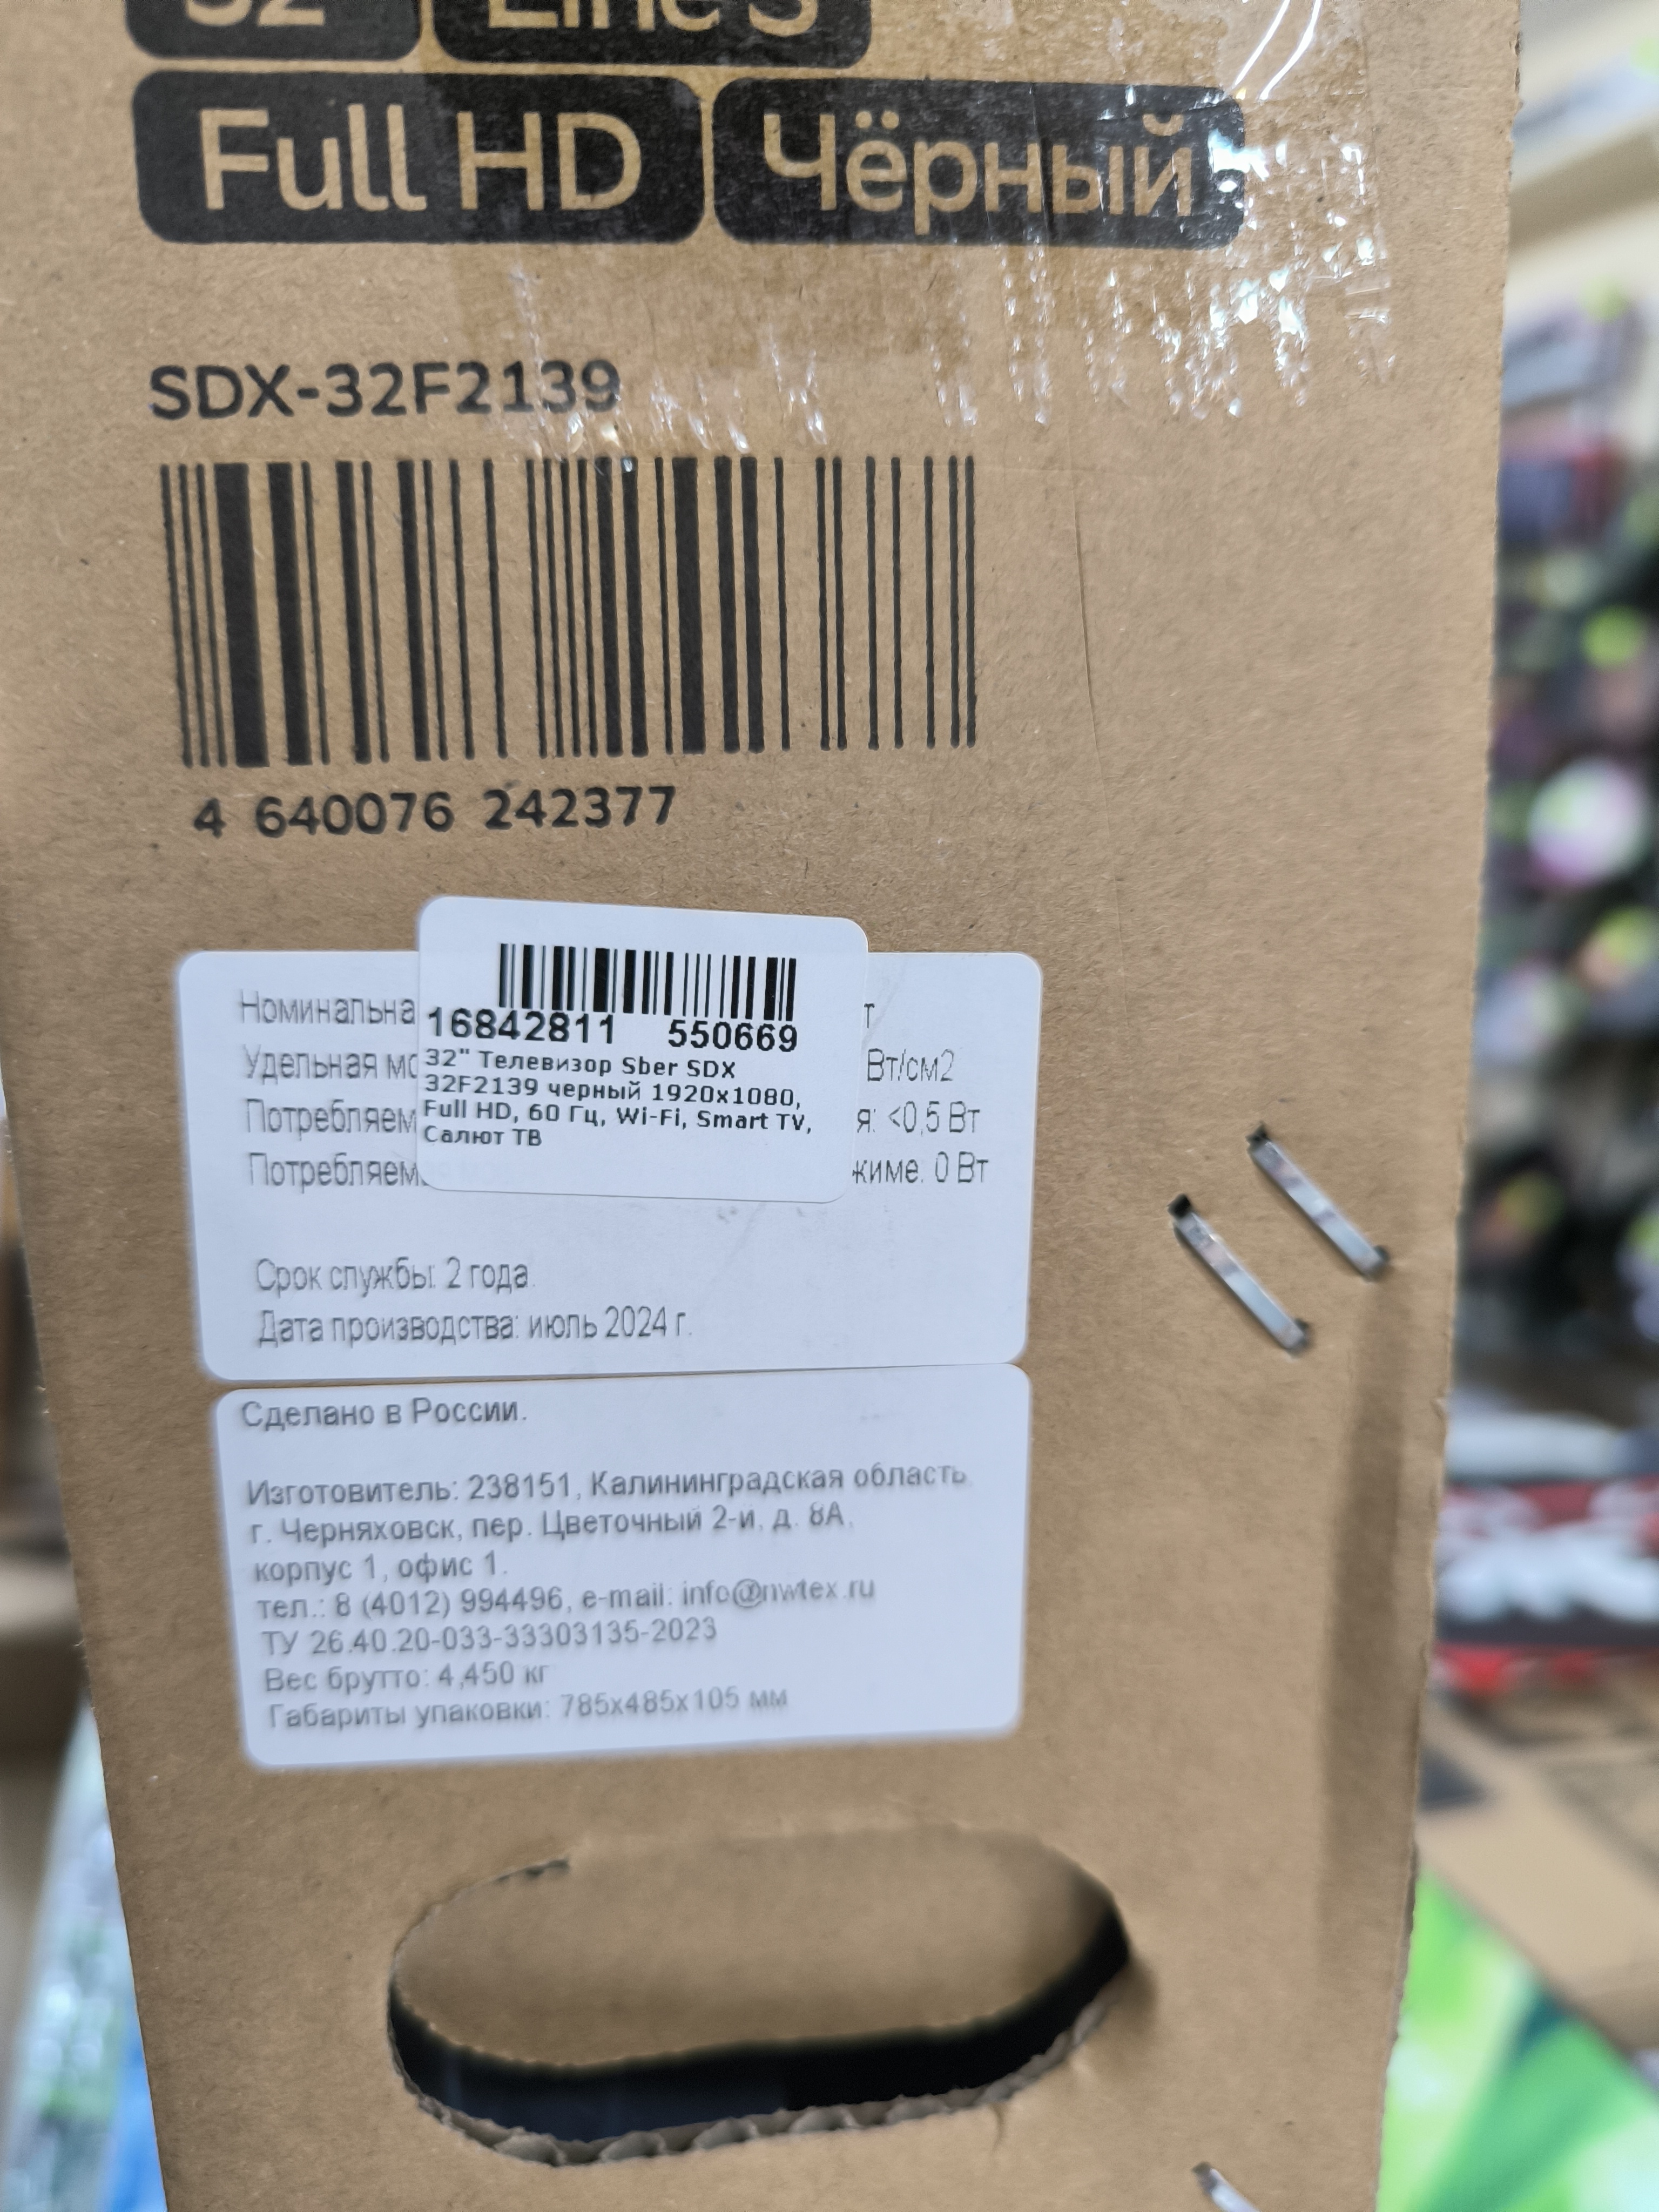 32" Line S
Full HD Чёрный
SDX-32F2139
4 640076 242377
16842811 550669
32" Телевизор Sber SDX
32F2139 черный 1920x1080,
Full HD, 60 Гц, Wi-Fi, Smart TV,
Салют ТВ
Номинальна т
Удельная мо Вт/см2
Потребляем я: <0,5 Вт
Потребляем жиме: 0 Вт
Срок службы: 2 года.
Дата производства: июль 2024 г.
Сделано в России.
Изготовитель: 238151, Калининградская область,
г. Черняховск, пер. Цветочный 2-й, д. 8А,
корпус 1, офис 1.
тел.: 8 (4012) 994496, e-mail: info@nwtex.ru
ТУ 26.40.20-033-33303135-2023
Вес брутто: 4,450 кг
Габариты упаковки: 785x485x105 мм